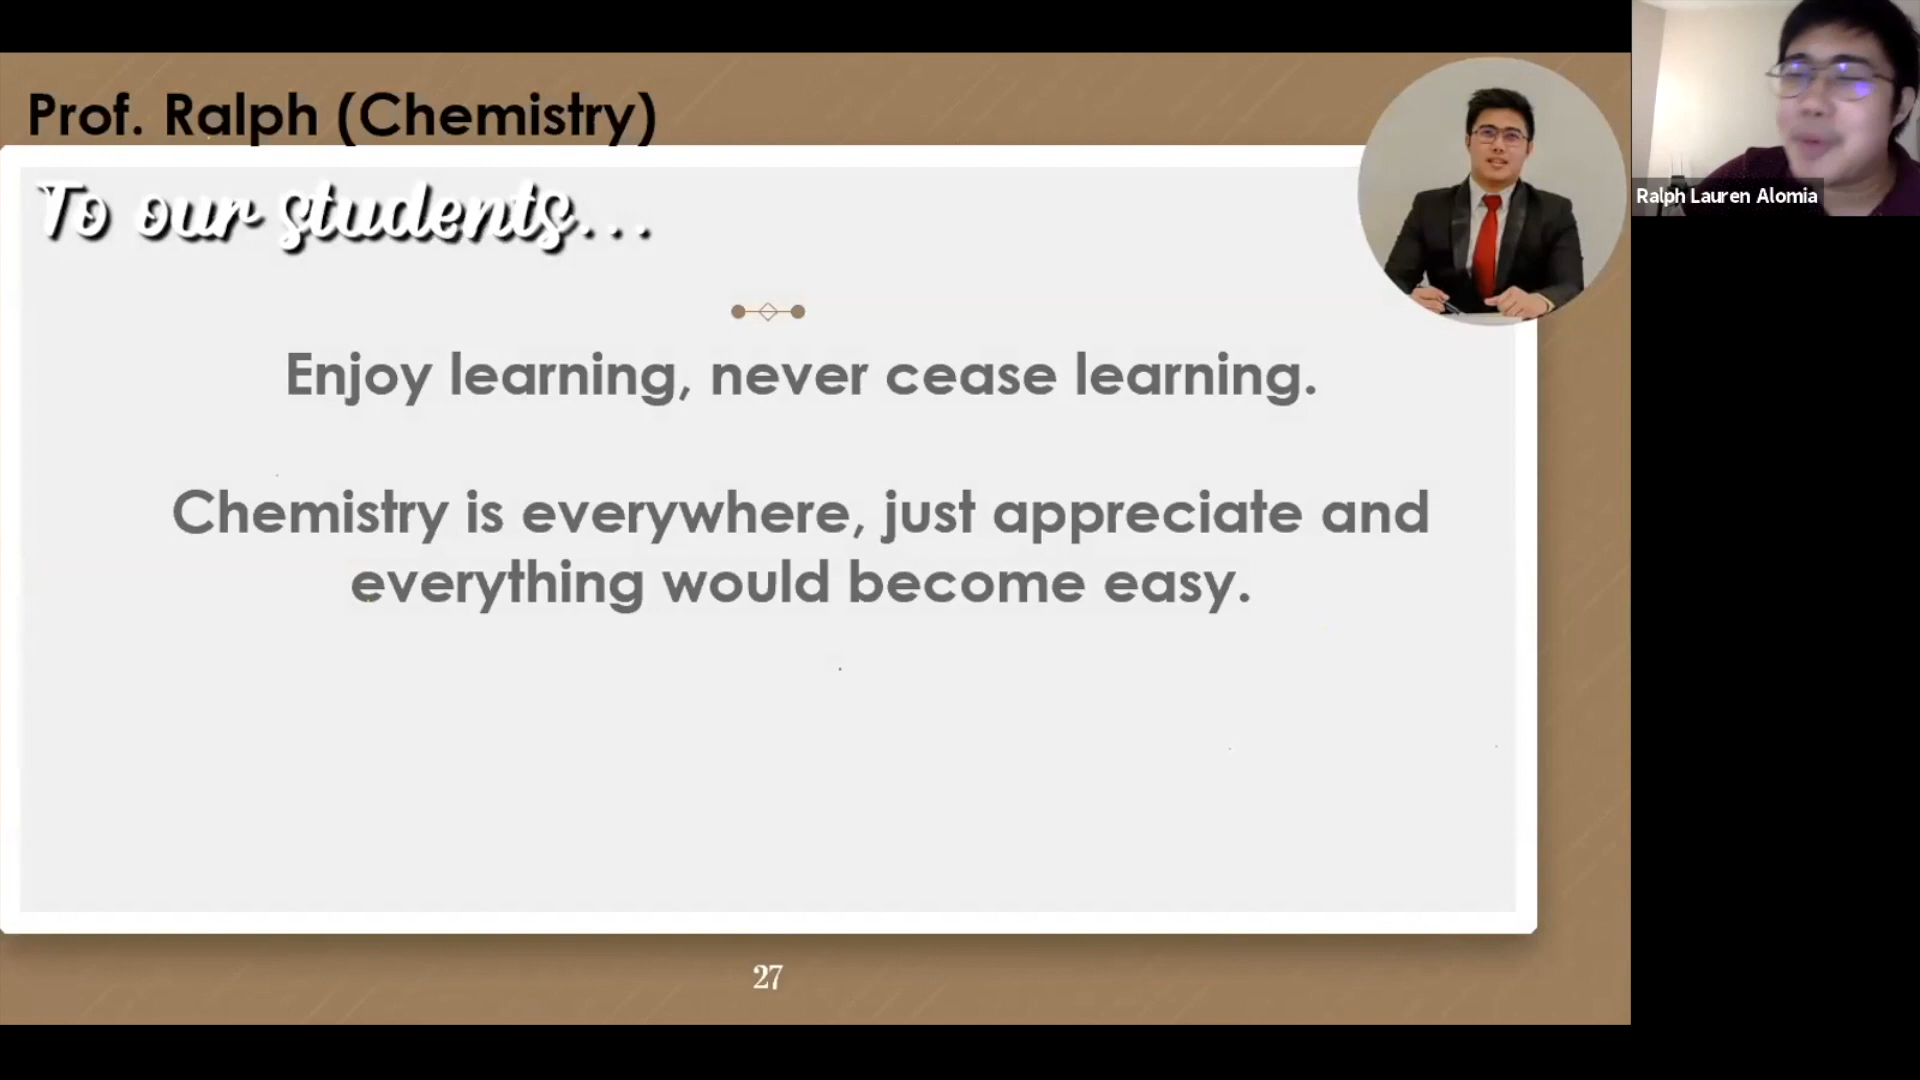 Prof. Ralph (Chemistry)
To our students...
Ralph Lauren Alomia
Enjoy learning, never cease learning.
Chemistry is everywhere, just appreciate and
everything would become easy.
27